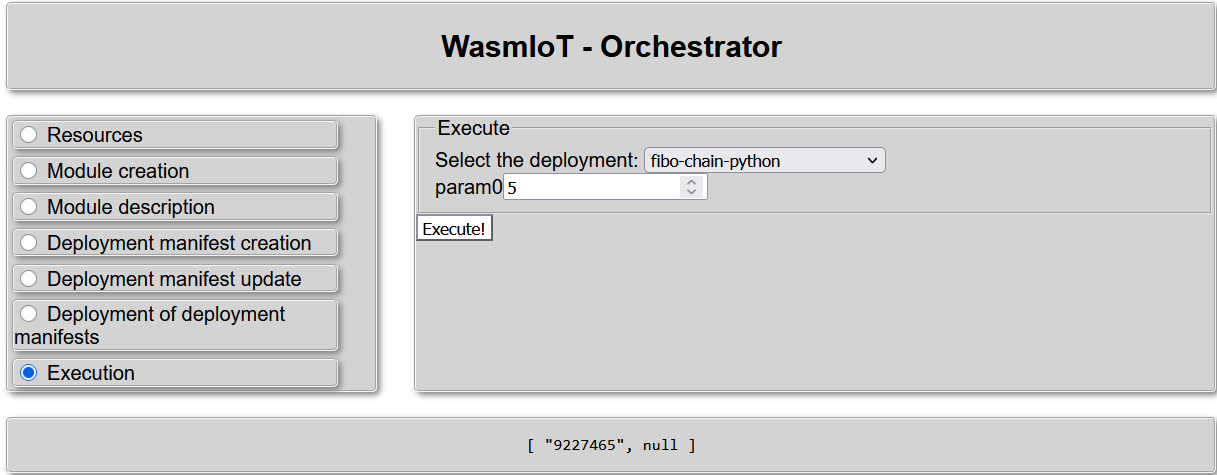 WasmIoT - Orchestrator
Resources
Module creation
Module description
Deployment manifest creation
Deployment manifest update
Deployment of deployment
manifests
Execution
Execute
Select the deployment: fibo-chain-python
param0 5
Execute!
[ "9227465", null ]